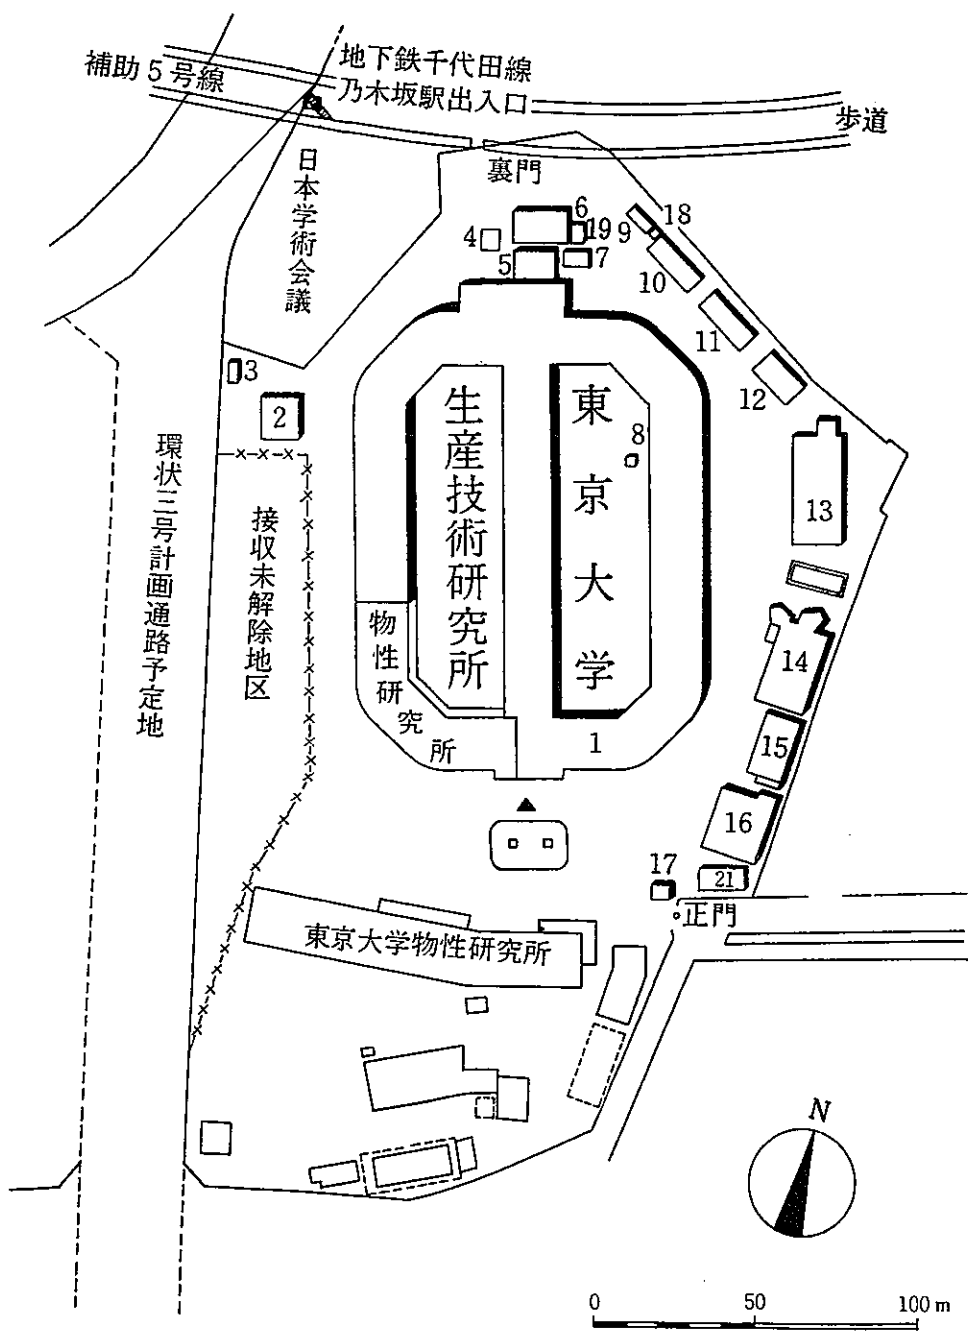 補助5号線
地下鉄千代田線
乃木坂駅出入口
歩道
日本学術会議
裏門
6
18
4
19
9
5
7
10
11
3
12
2
生産技術研究所
東京大学
8
13
環状三号計画通路予定地
接収未解除地区
物性研究所
14
1
15
16
17
21
正門
東京大学物性研究所
N
0 50 100 m